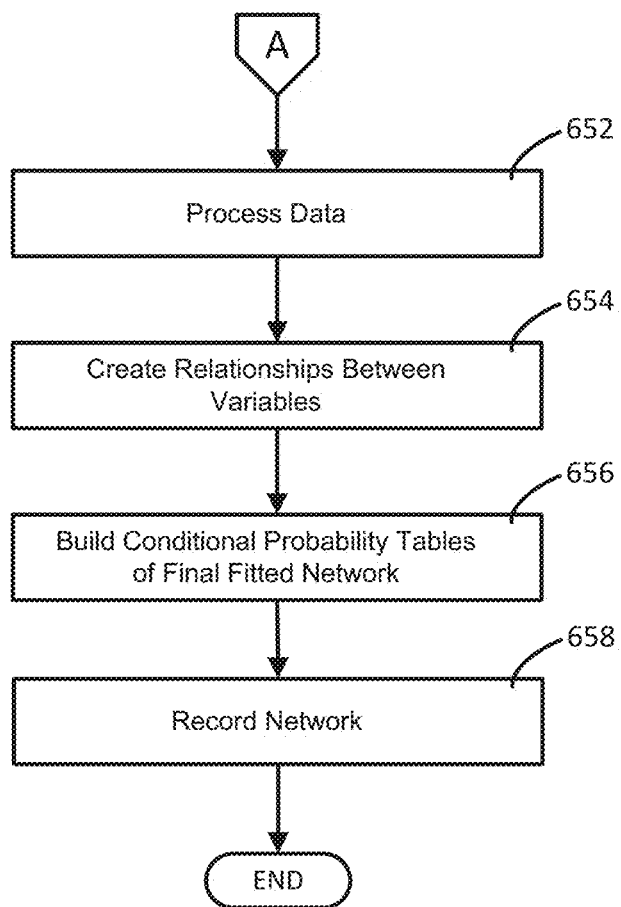 A
652
Process Data
654
Create Relationships Between
Variables
656
Build Conditional Probability Tables
of Final Fitted Network
658
Record Network
END